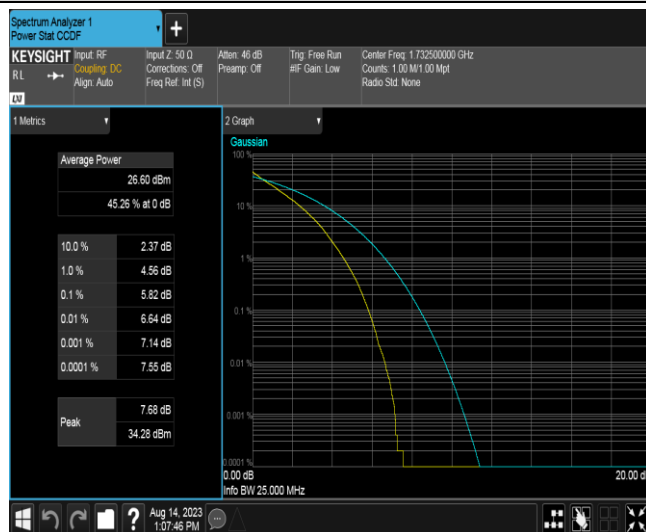 Spectrum Analyzer 1
Power Stat CCDF
+
KEYSIGHT
RL
LXI
Input: RF
Coupling: DC
Align: Auto
Input Z: 50 Ω
Corrections: Off
Freq Ref: Int (S)
Atten: 46 dB
Preamp: Off
Trig: Free Run
#IF Gain: Low
Center Freq: 1.732500000 GHz
Counts: 1.00 M/1.00 Mpt
Radio Std: None
1 Metrics
Average Power
26.60 dBm
45.26 % at 0 dB
10.0 % 2.37 dB
1.0 % 4.56 dB
0.1 % 5.82 dB
0.01 % 6.64 dB
0.001 % 7.14 dB
0.0001 % 7.55 dB
Peak
7.68 dB
34.28 dBm
2 Graph
Gaussian
100 %
10 %
1 %
0.1 %
0.01 %
0.001 %
0.0001 %
0.00 dB
20.00 d
Info BW 25.000 MHz
?
Aug 14, 2023
1:07:46 PM